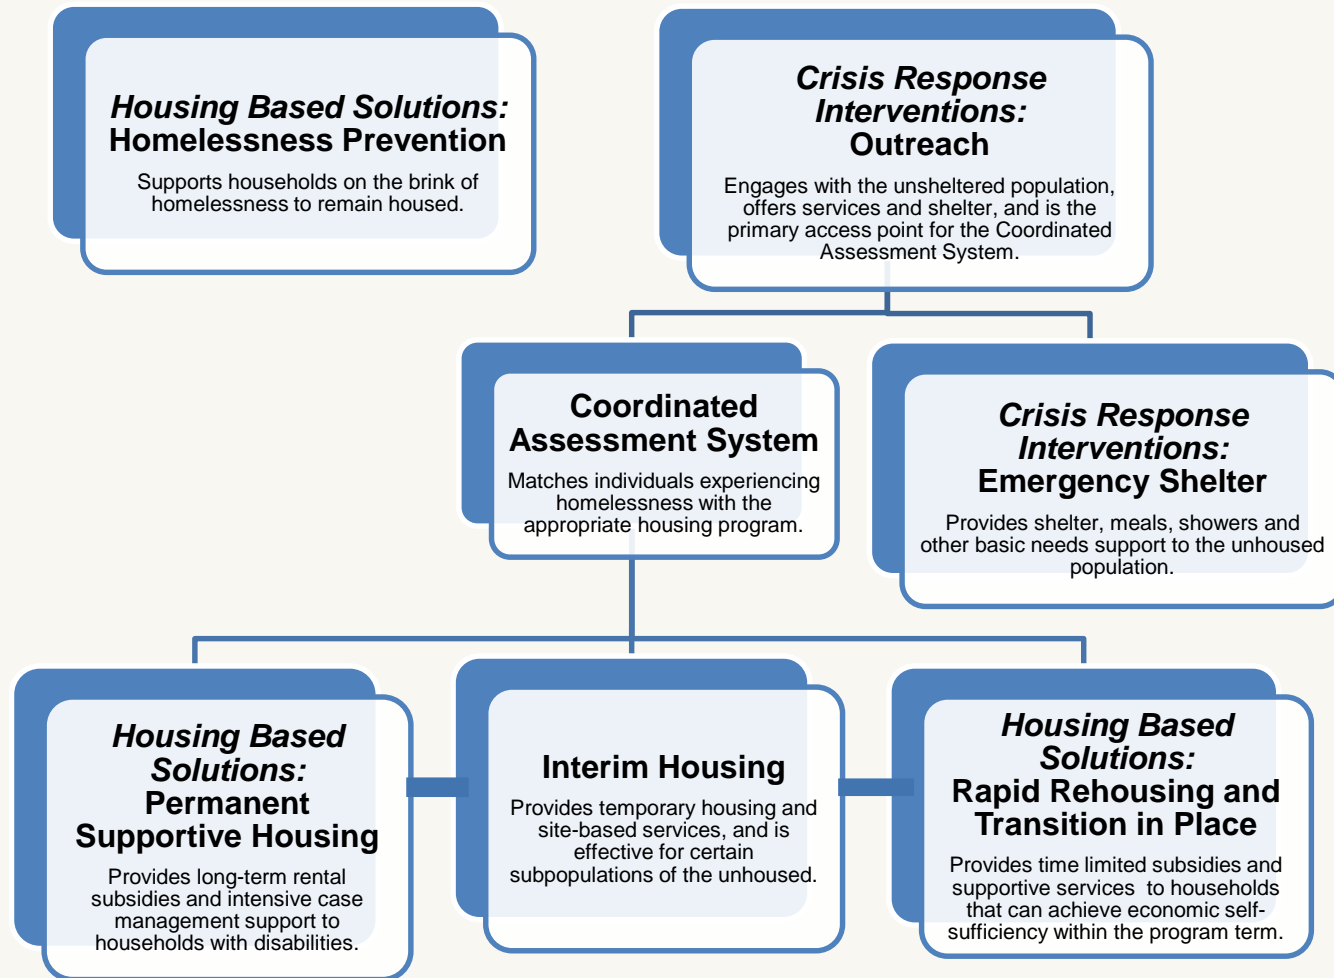 Housing Based Solutions:
Homelessness Prevention
Supports households on the brink of
homelessness to remain housed.
Crisis Response
Interventions:
Outreach
Engages with the unsheltered population,
offers services and shelter, and is the
primary access point for the Coordinated
Assessment System.
Coordinated
Assessment System
Matches individuals experiencing
homelessness with the
appropriate housing program.
Crisis Response
Interventions:
Emergency Shelter
Provides shelter, meals, showers and
other basic needs support to the unhoused
population.
Housing Based
Solutions:
Permanent
Supportive Housing
Provides long-term rental
subsidies and intensive case
management support to
households with disabilities.
Interim Housing
Provides temporary housing and
site-based services, and is
effective for certain
subpopulations of the unhoused.
Housing Based
Solutions:
Rapid Rehousing and
Transition in Place
Provides time limited subsidies and
supportive services  to households
that can achieve economic self-
sufficiency within the program term.